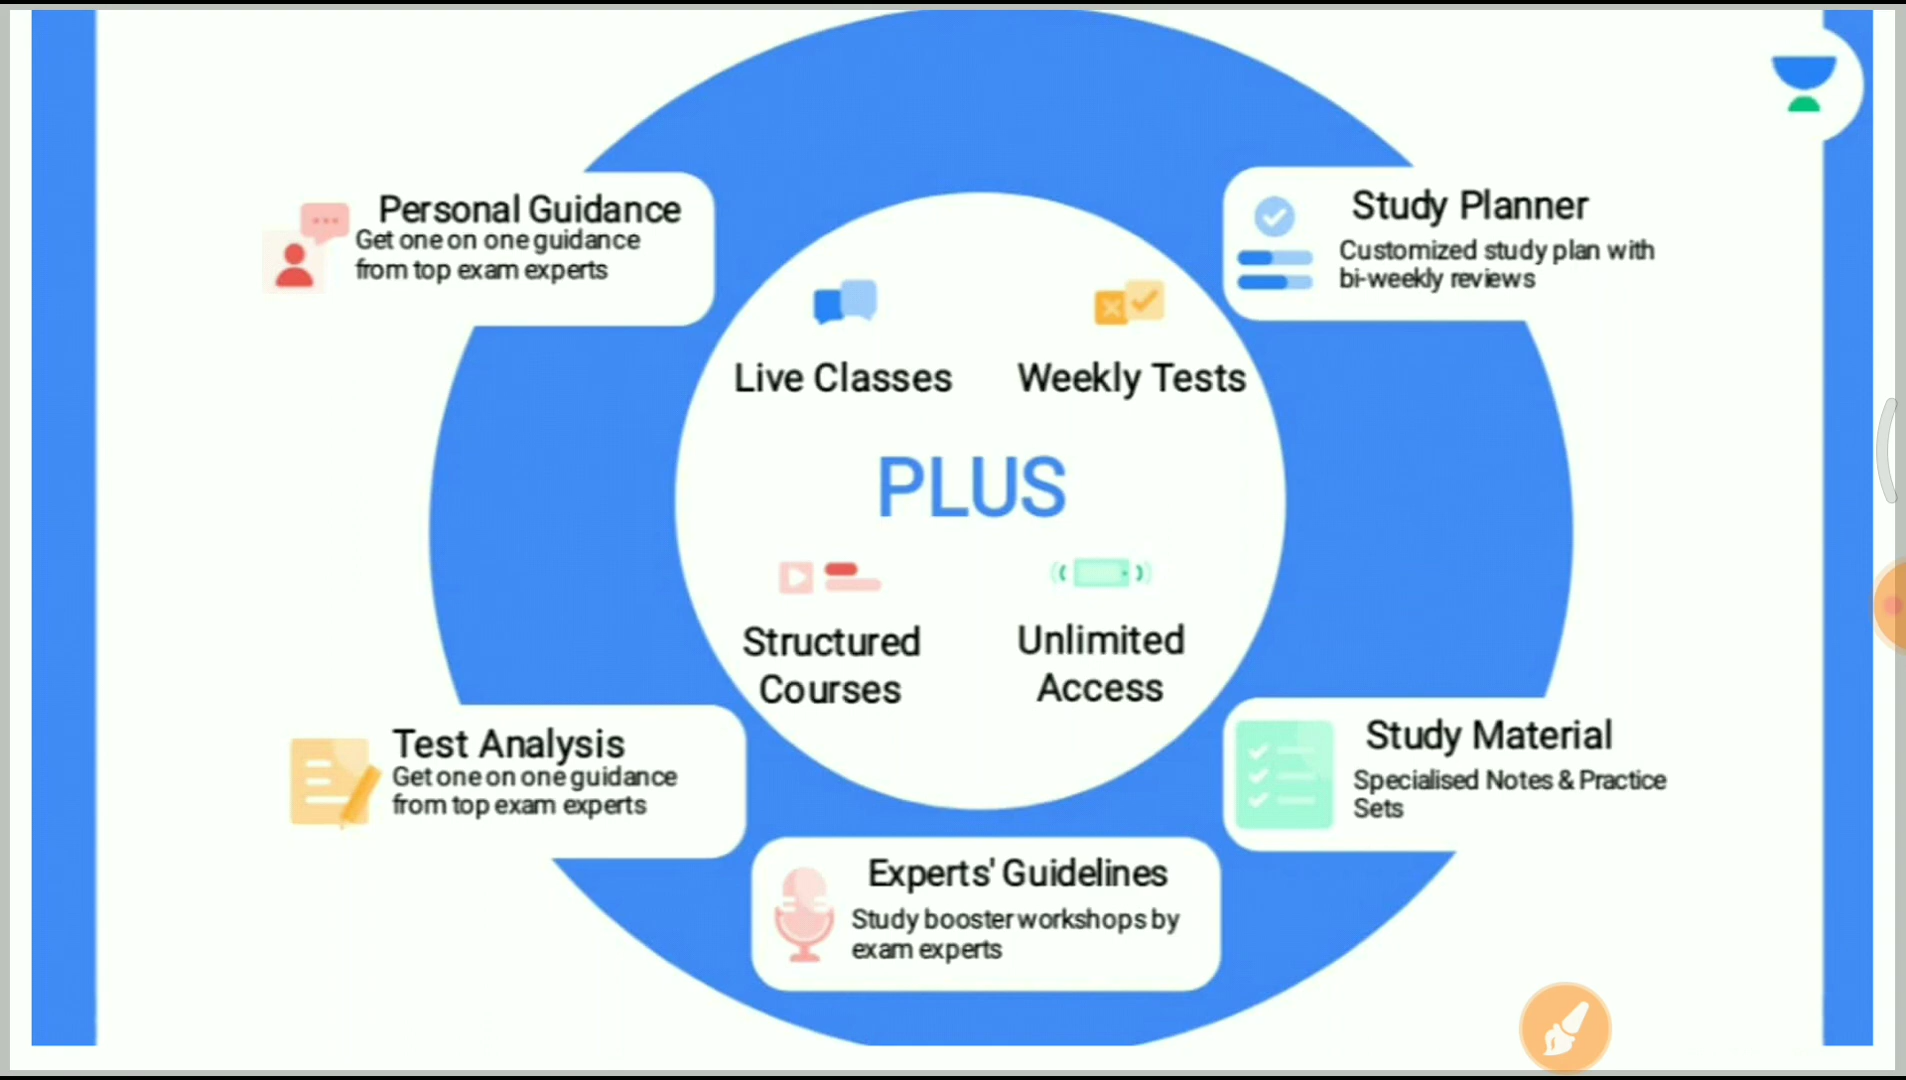 Personal Guidance
Get one on one guidance
from top exam experts
Study Planner
Customized study plan with
bi-weekly reviews
Live Classes
Weekly Tests
PLUS
Structured
Courses
Unlimited
Access
Test Analysis
Get one on one guidance
from top exam experts
Study Material
Specialised Notes & Practice
Sets
Experts' Guidelines
Study booster workshops by
exam experts